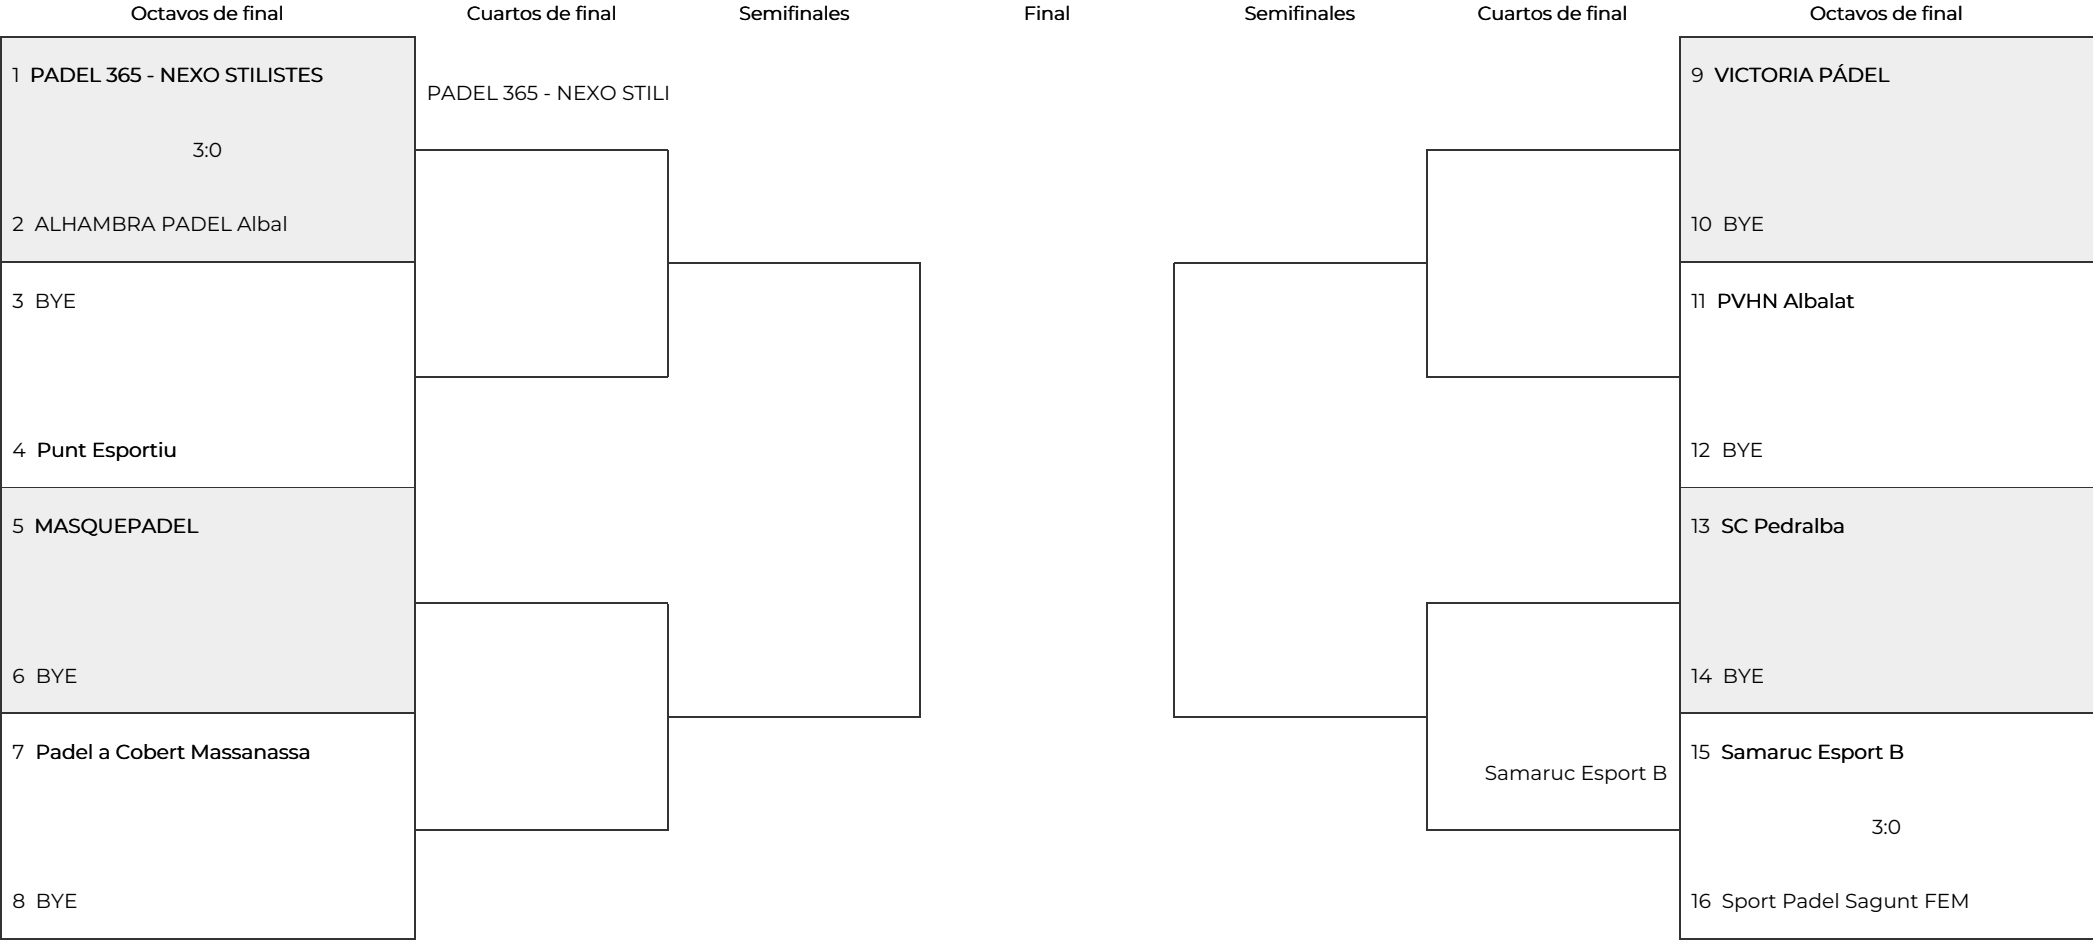 Octavos de final
Cuartos de final
Semifinales
Final
Semifinales
Cuartos de final
Octavos de final
1 PADEL 365 - NEXO STILISTES
3:0
2 ALHAMBRA PADEL Albal
3 BYE
4 Punt Esportiu
5 MASQUEPADEL
6 BYE
7 Padel a Cobert Massanassa
8 BYE
PADEL 365 - NEXO STILI
Samaruc Esport B
9 VICTORIA PÁDEL
10 BYE
11 PVHN Albalat
12 BYE
13 SC Pedralba
14 BYE
15 Samaruc Esport B
3:0
16 Sport Padel Sagunt FEM